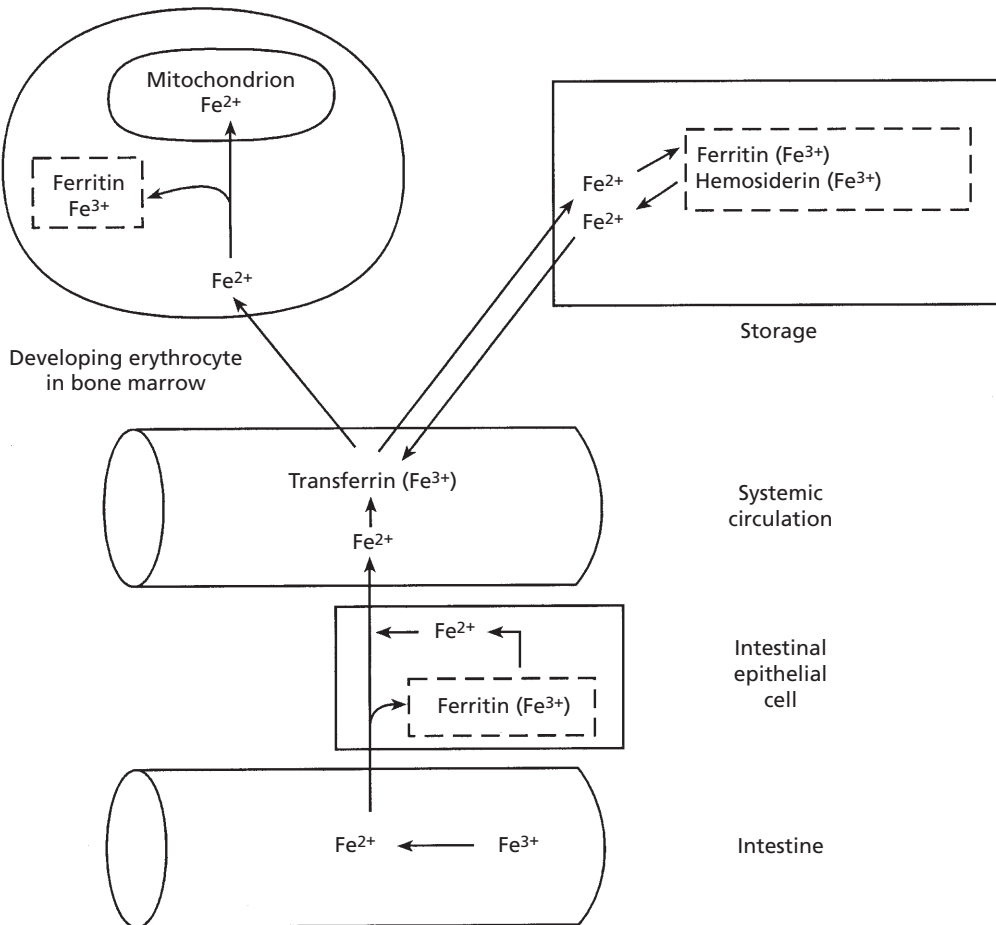 Mitochondrion
Fe²⁺
Ferritin
Fe³⁺
Fe²⁺
Developing erythrocyte
in bone marrow
Fe²⁺
Fe²⁺
Ferritin (Fe³⁺)
Hemosiderin (Fe³⁺)
Storage
Transferrin (Fe³⁺)
Fe²⁺
Systemic
circulation
Fe²⁺
Ferritin (Fe³⁺)
Intestinal
epithelial
cell
Fe²⁺
Fe³⁺
Intestine